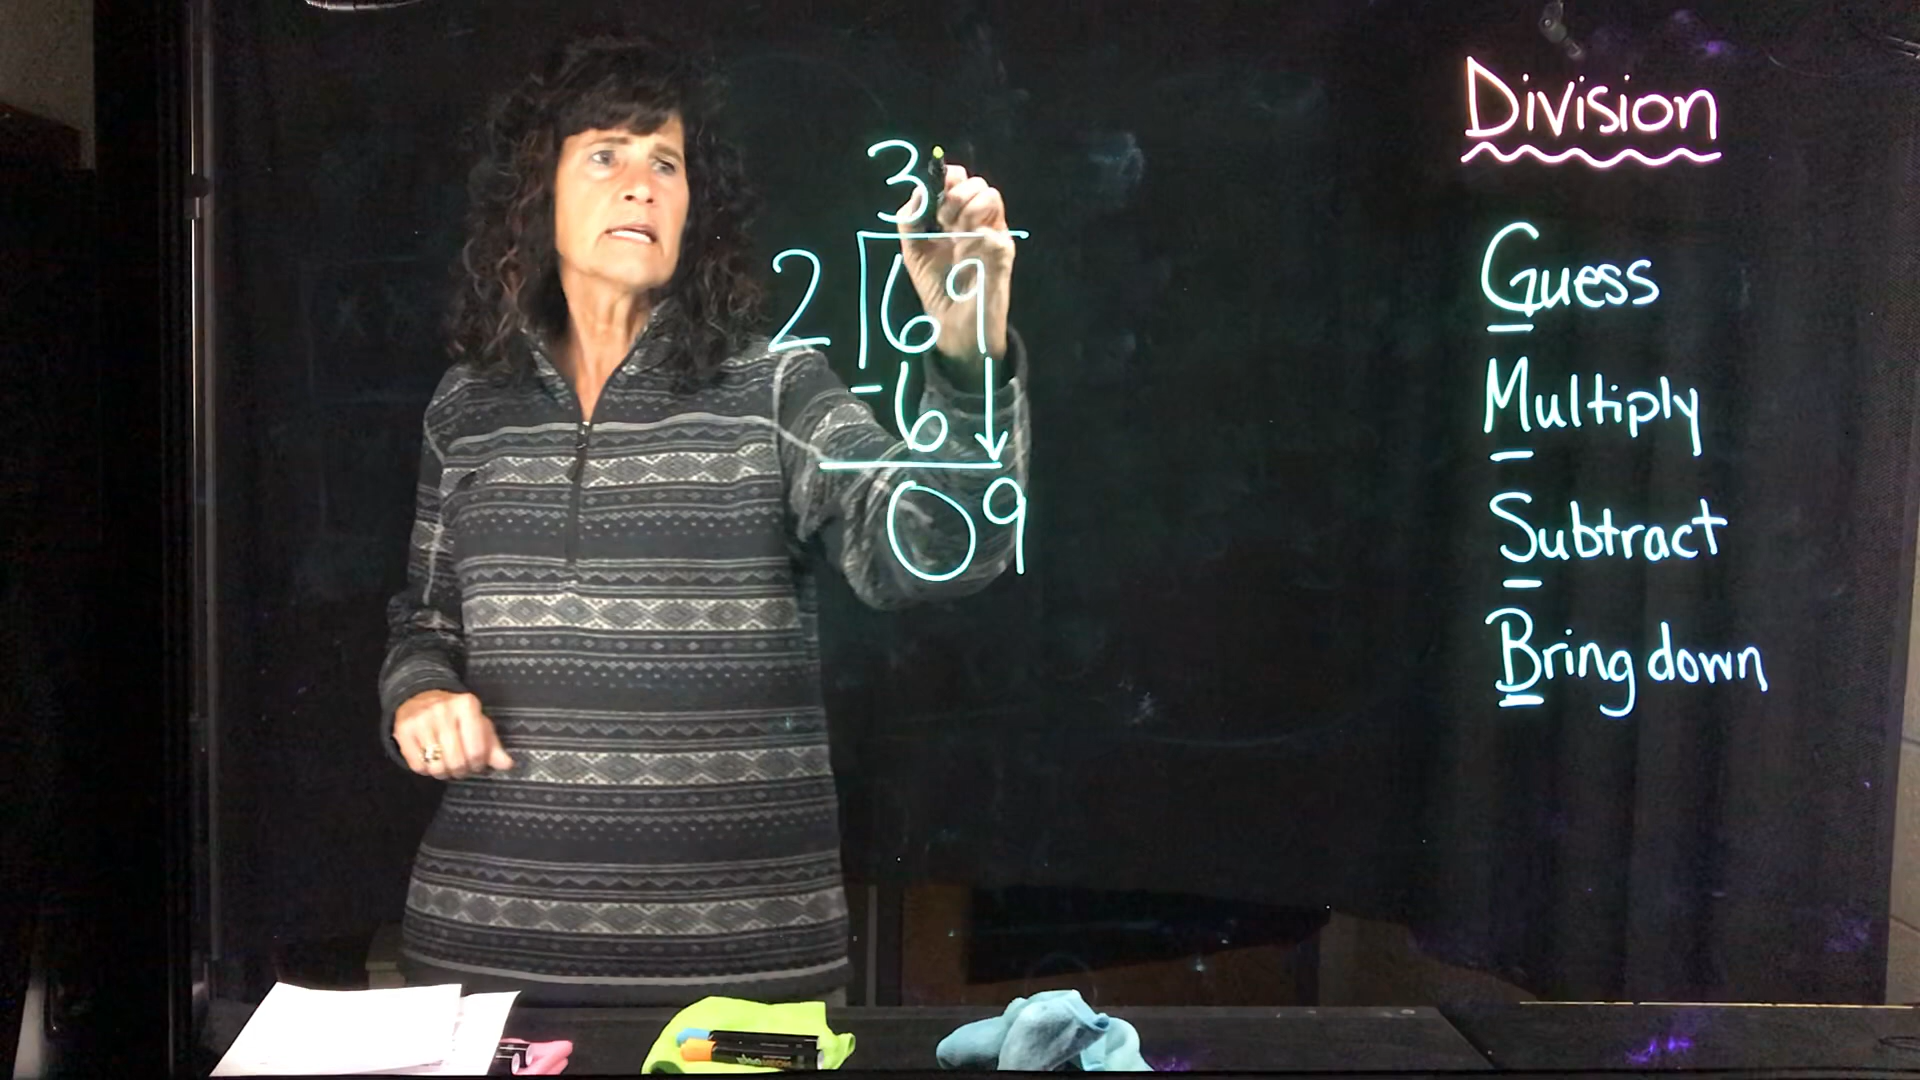 3
2 69
-6
09
Division
Guess
Multiply
Subtract
Bring down